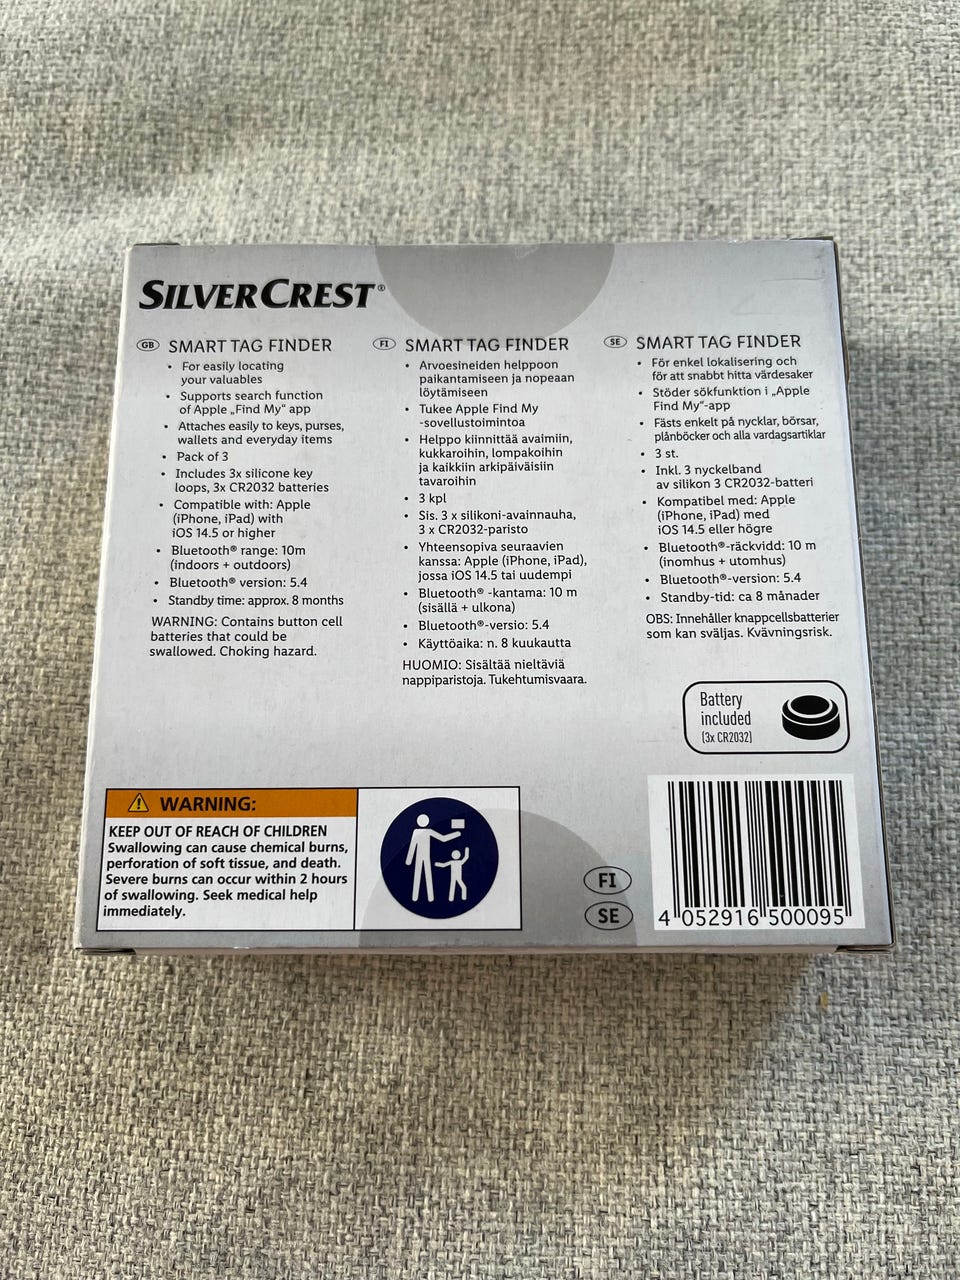 SILVERCREST®
GB SMART TAG FINDER
• For easily locating
your valuables
• Supports search function
of Apple „Find My“ app
• Attaches easily to keys, purses,
wallets and everyday items
• Pack of 3
• Includes 3x silicone key
loops, 3x CR2032 batteries
• Compatible with: Apple
(iPhone, iPad) with
iOS 14.5 or higher
• Bluetooth® range: 10m
(indoors + outdoors)
• Bluetooth® version: 5.4
• Standby time: approx. 8 months
WARNING: Contains button cell
batteries that could be
swallowed. Choking hazard.
FI SMART TAG FINDER
• Arvoesineiden helppoon
paikantamiseen ja nopeaan
löytämiseen
• Tukee Apple Find My
-sovellustoimintoa
• Helppo kiinnittää avaimiin,
kukkaroihin, lompakoihin
ja kaikkiin arkipäiväisiin
tavaroihin
• 3 kpl
• Sis. 3 x silikoni-avainnauha,
3 x CR2032-paristo
• Yhteensopiva seuraavien
kanssa: Apple (iPhone, iPad),
jossa iOS 14.5 tai uudempi
• Bluetooth® -kantama: 10 m
(sisällä + ulkona)
• Bluetooth®-versio: 5.4
• Käyttöaika: n. 8 kuukautta
HUOMIO: Sisältää nieltäviä
nappiparistoja. Tukehtumisvaara.
SE SMART TAG FINDER
• För enkel lokalisering och
för att snabbt hitta värdesaker
• Stöder sökfunktion i „Apple
Find My“-app
• Fästs enkelt på nycklar, börsar,
plånböcker och alla vardagsartiklar
• 3 st.
• Inkl. 3 nyckelband
av silikon 3 CR2032-batteri
• Kompatibel med: Apple
(iPhone, iPad) med
iOS 14.5 eller högre
• Bluetooth®-räckvidd: 10 m
(inomhus + utomhus)
• Bluetooth®-version: 5.4
• Standby-tid: ca 8 månader
OBS: Innehåller knappcellsbatterier
som kan sväljas. Kvävningsrisk.
Battery
included
(3x CR2032)
WARNING:
KEEP OUT OF REACH OF CHILDREN
Swallowing can cause chemical burns,
perforation of soft tissue, and death.
Severe burns can occur within 2 hours
of swallowing. Seek medical help
immediately.
FI
SE
4 052916 500095